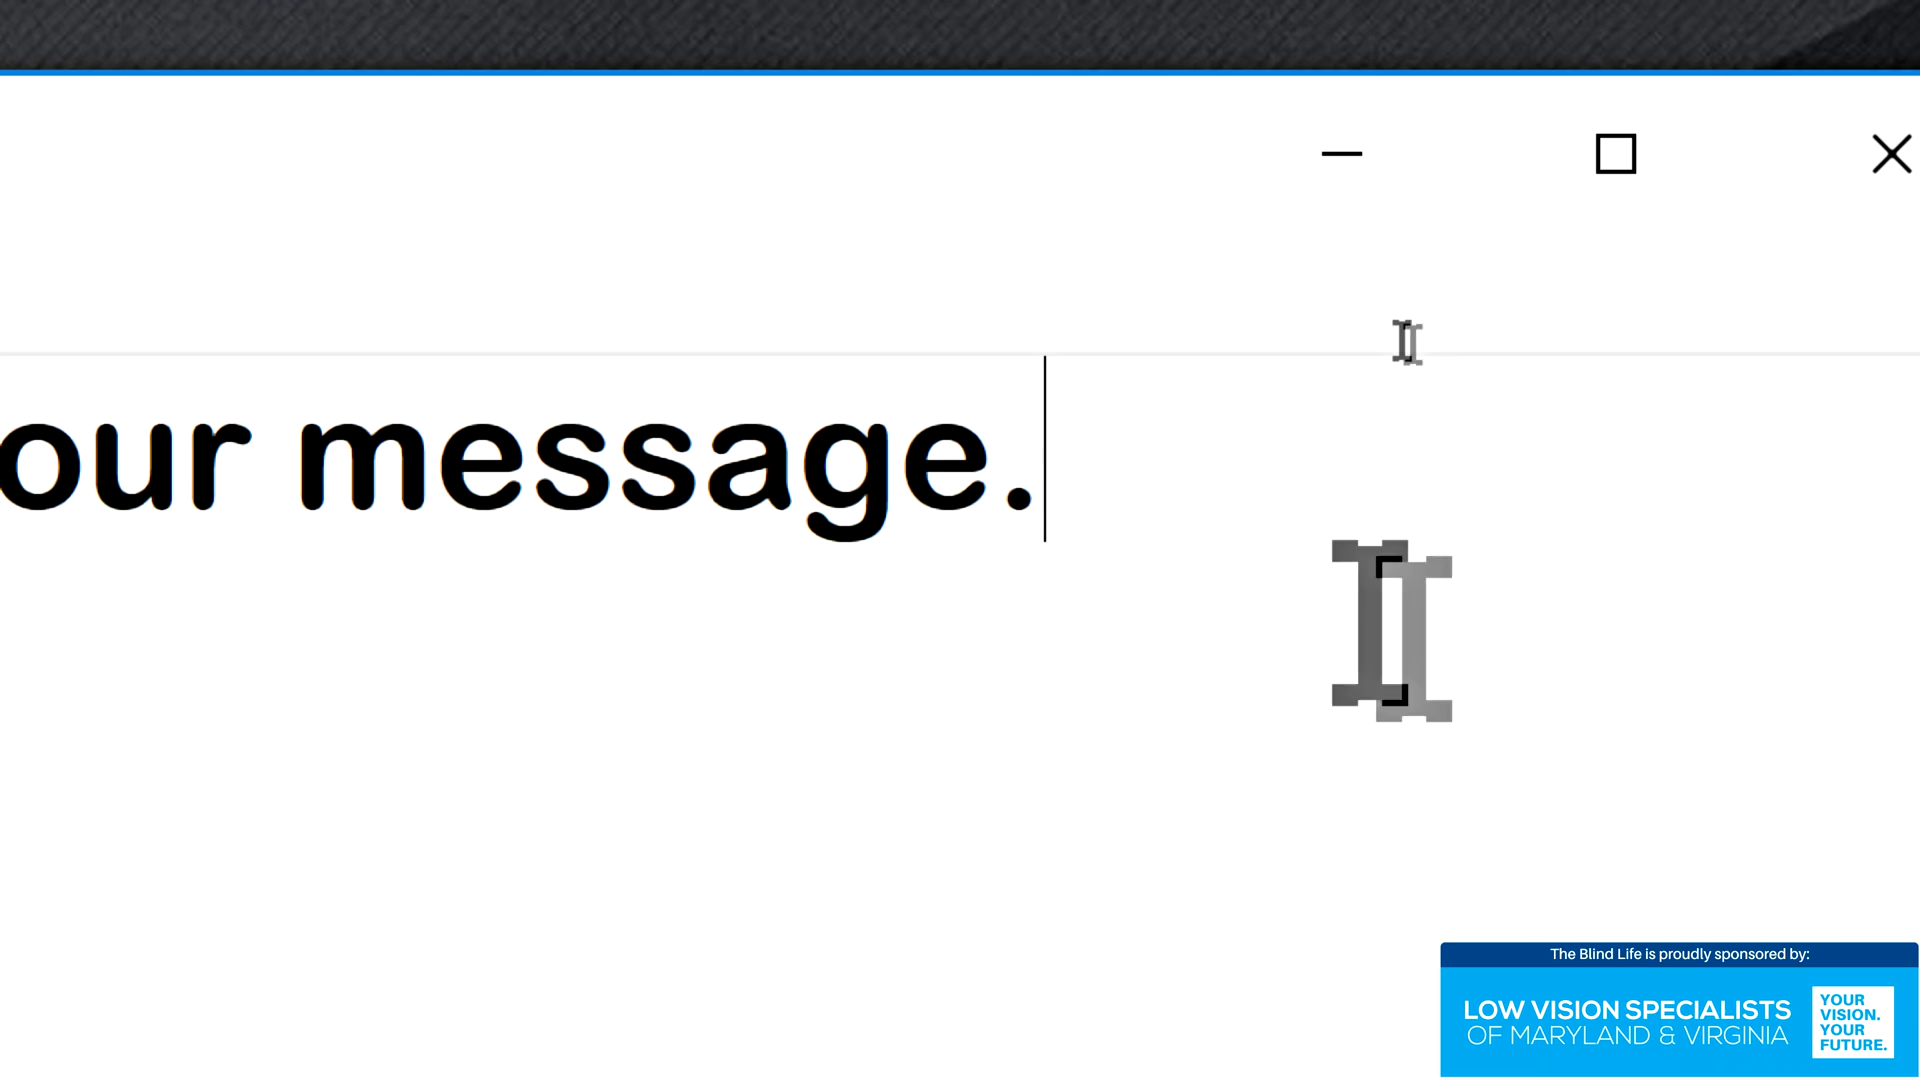 our message.
The Blind Life is proudly sponsored by:
LOW VISION SPECIALISTS
OF MARYLAND & VIRGINIA
YOUR
VISION.
YOUR
FUTURE.